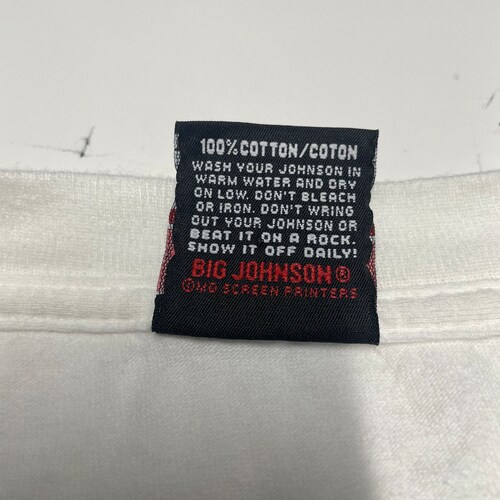 100% COTTON/COTON
WASH YOUR JOHNSON IN
WARM WATER AND DRY
ON LOW. DON'T BLEACH
OR IRON. DON'T WRING
OUT YOUR JOHNSON OR
BEAT IT ON A ROCK.
SHOW IT OFF DAILY!
BIG JOHNSON®
©MD SCREEN PRINTERS